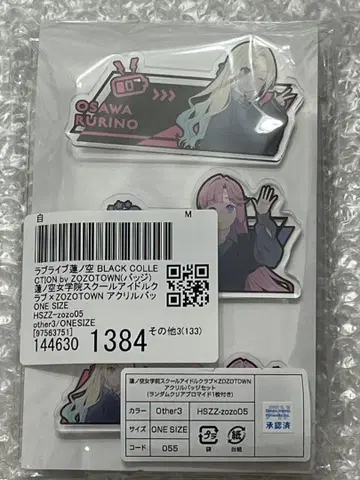 OSAWA
RURINO
白
M
ラブライブ蓮ノ空 BLACK COLLE
CTION by ZOZOTOWN(バッジ)
蓮ノ空女学院スクールアイドルク
ラブ×ZOZOTOWN アクリルバッ
ONE SIZE
HSZZ-zozo05
other3/ONESIZE
[97563751]
144630 1384 その他3(133)
蓮ノ空女学院スクールアイドルクラブ×ZOZOTOWN
アクリルバッジセット
(ランダムクリアブロマイド1枚付き)
カラー Other3 HSZZ-zozo05
サイズ ONE SIZE
コード 055
袋 台紙
承認済